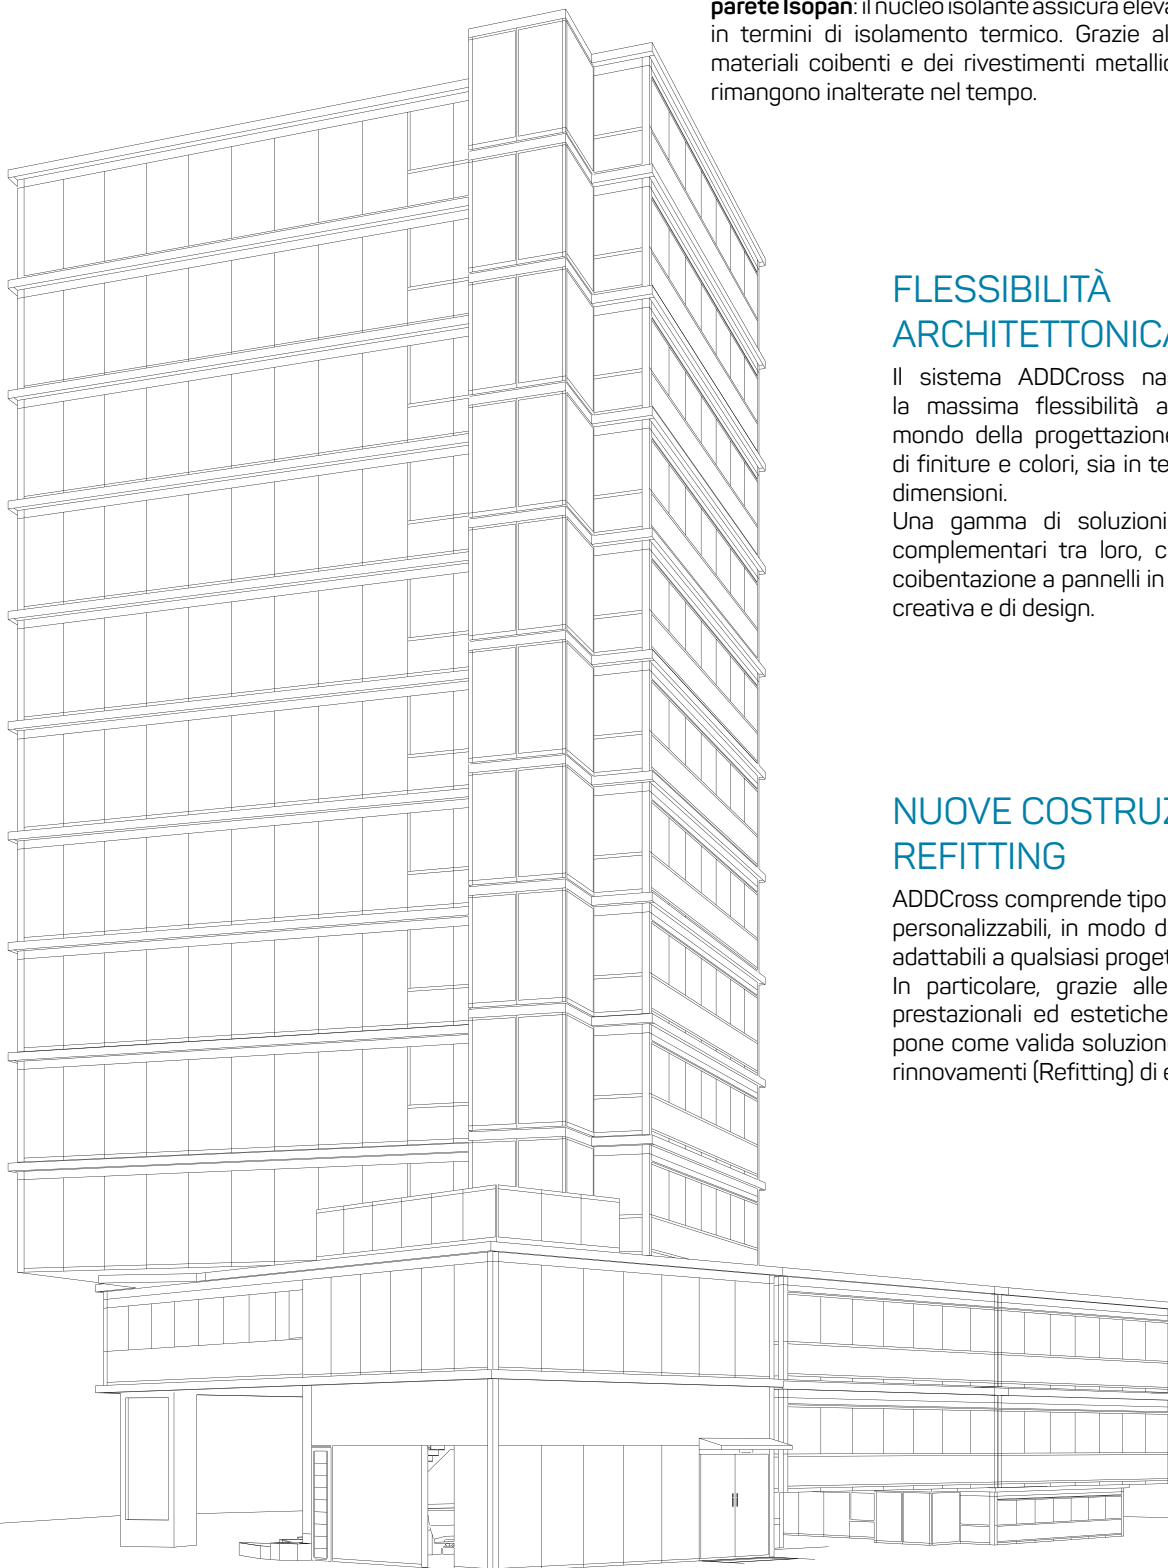 parete Isopan: il nucleo isolante assicura eleva
in termini di isolamento termico. Grazie al
materiali coibenti e dei rivestimenti metallic
rimangono inalterate nel tempo.
FLESSIBILITÀ
ARCHITETTONICA
Il sistema ADDCross na
la massima flessibilità a
mondo della progettazione
di finiture e colori, sia in te
dimensioni.
Una gamma di soluzioni
complementari tra loro, c
coibentazione a pannelli in
creativa e di design.
NUOVE COSTRUZ
REFITTING
ADDCross comprende tipo
personalizzabili, in modo d
adattabili a qualsiasi proget
In particolare, grazie alle
prestazionali ed estetiche
pone come valida soluzion
rinnovamenti (Refitting) di e